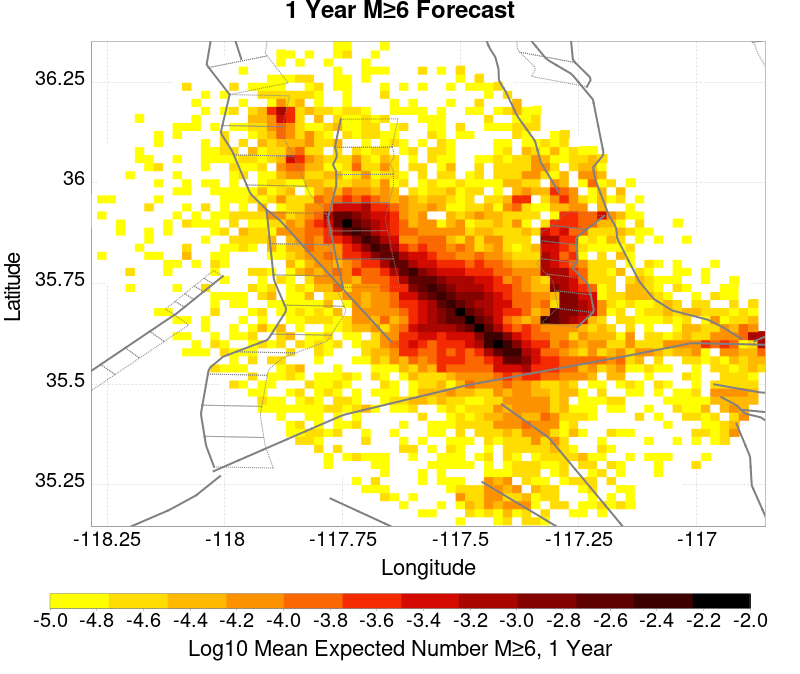 1 Year M≥6 Forecast
36.25
36
35.75
35.5
35.25
Latitude
-118.25 -118 -117.75 -117.5 -117.25 -117
Longitude
-5.0 -4.8 -4.6 -4.4 -4.2 -4.0 -3.8 -3.6 -3.4 -3.2 -3.0 -2.8 -2.6 -2.4 -2.2 -2.0
Log10 Mean Expected Number M≥6, 1 Year